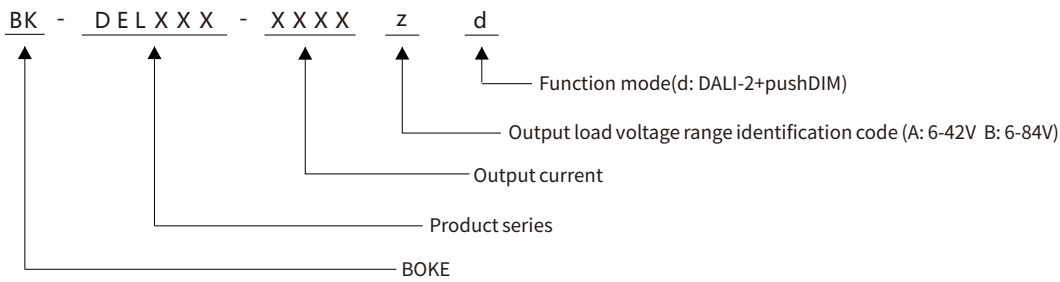 BK - DELXXX - XXXX z d
Function mode(d: DALI-2+pushDIM)
Output load voltage range identification code (A: 6-42V B: 6-84V)
Output current
Product series
BOKE